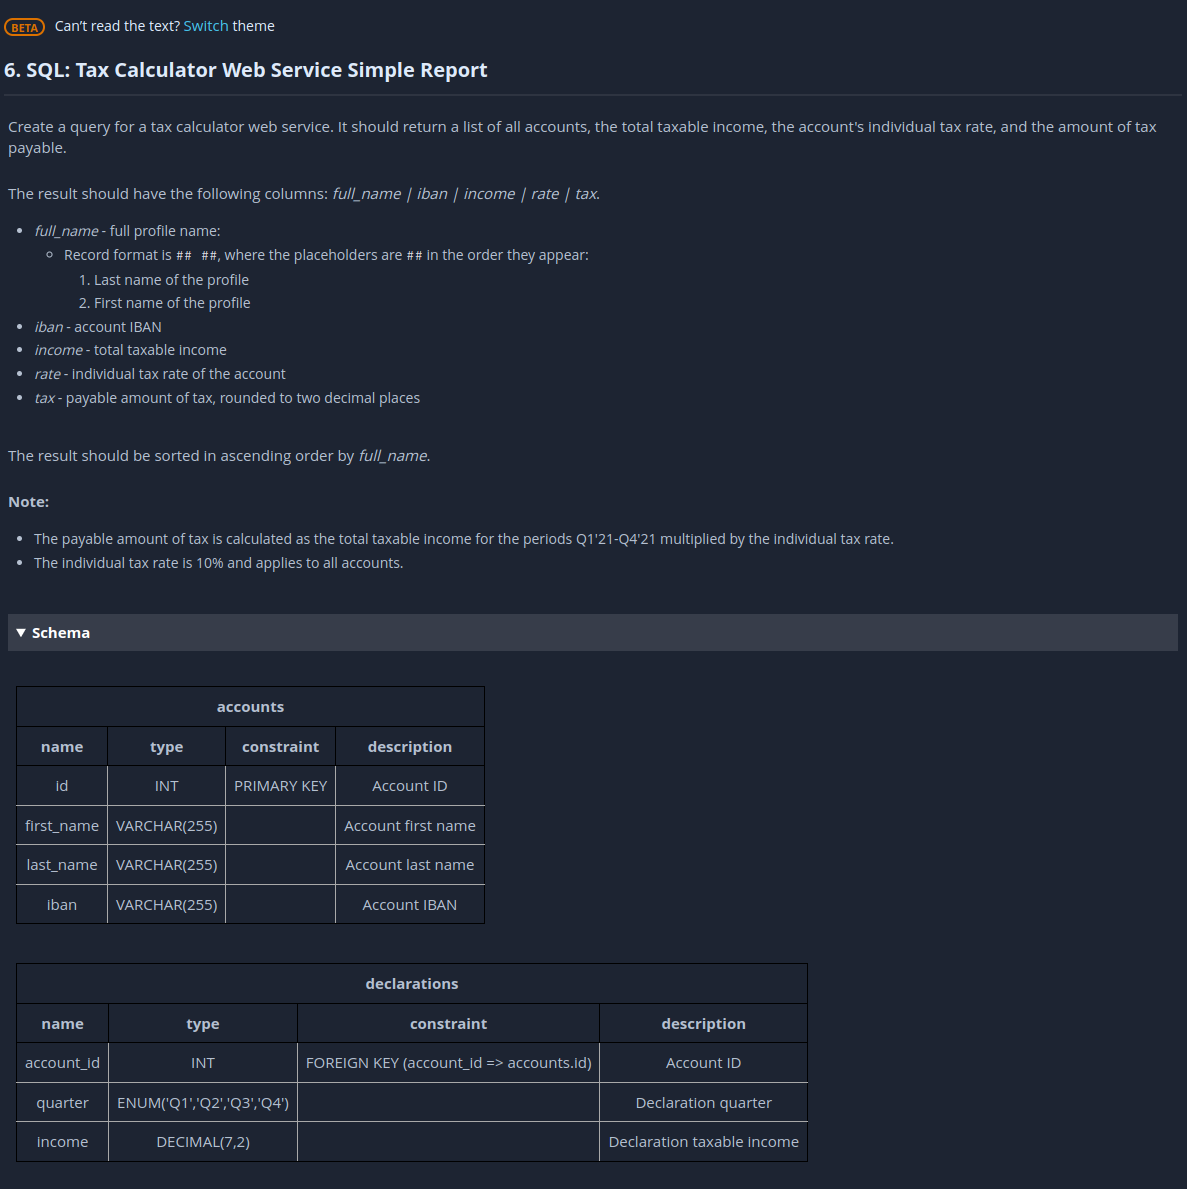 BETA Can't read the text? Switch theme
6. SQL: Tax Calculator Web Service Simple Report
Create a query for a tax calculator web service. It should return a list of all accounts, the total taxable income, the account's individual tax rate, and the amount of tax
payable.
The result should have the following columns: full_name | iban | income | rate | tax.
• full_name - full profile name:
◦ Record format is ## ##, where the placeholders are ## in the order they appear:
1. Last name of the profile
2. First name of the profile
• iban - account IBAN
• income - total taxable income
• rate - individual tax rate of the account
• tax - payable amount of tax, rounded to two decimal places
The result should be sorted in ascending order by full_name.
Note:
• The payable amount of tax is calculated as the total taxable income for the periods Q1'21-Q4'21 multiplied by the individual tax rate.
• The individual tax rate is 10% and applies to all accounts.
▼ Schema
accounts
name type constraint description
id INT PRIMARY KEY Account ID
first_name VARCHAR(255) Account first name
last_name VARCHAR(255) Account last name
iban VARCHAR(255) Account IBAN
declarations
name type constraint description
account_id INT FOREIGN KEY (account_id => accounts.id) Account ID
quarter ENUM('Q1','Q2','Q3','Q4') Declaration quarter
income DECIMAL(7,2) Declaration taxable income